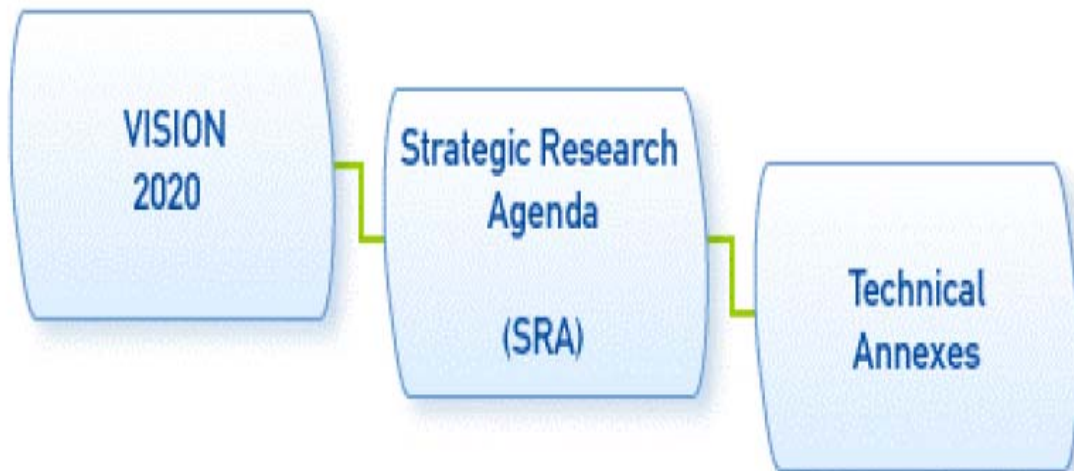 VISION
2020
Strategic Research
Agenda
(SRA)
Technical
Annexes